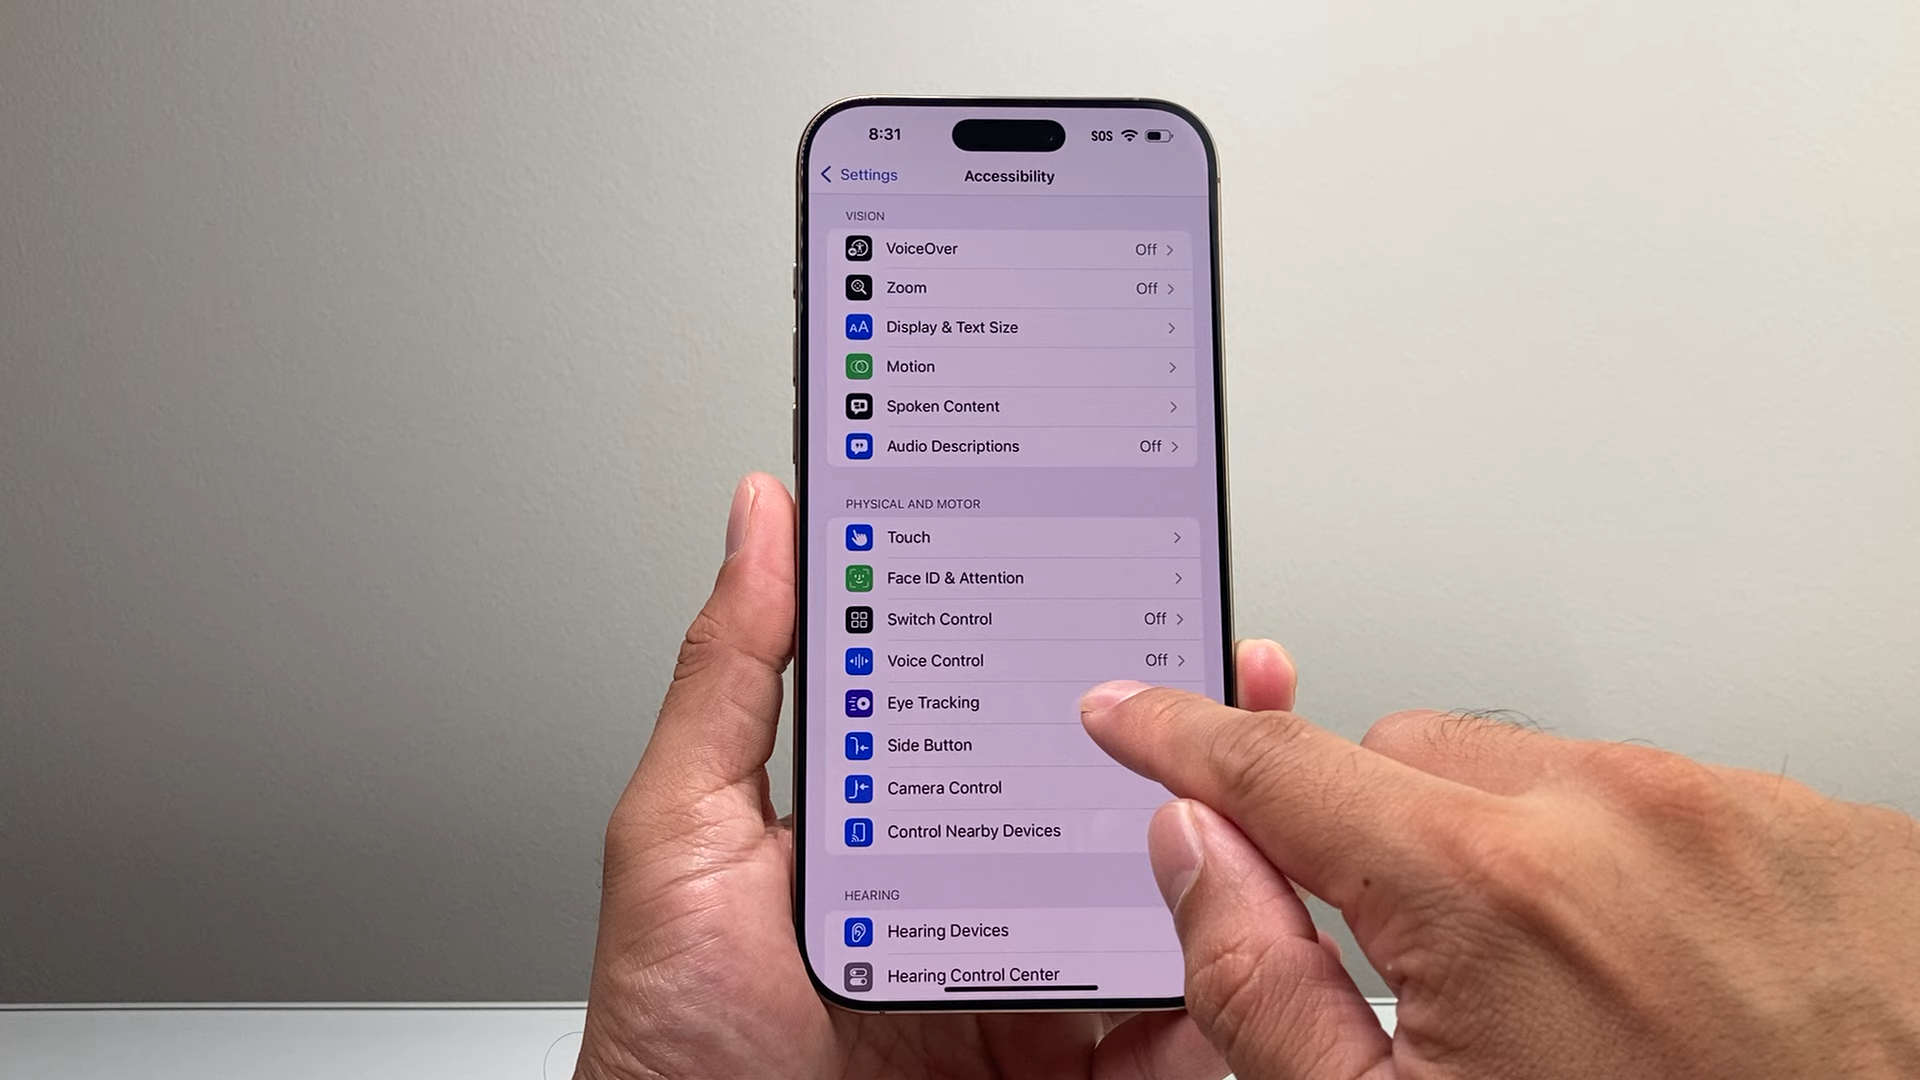 8:31
SOS
Settings
Accessibility
VISION
VoiceOver Off
Zoom Off
AA Display & Text Size
Motion
Spoken Content
Audio Descriptions Off
PHYSICAL AND MOTOR
Touch
Face ID & Attention
Switch Control Off
Voice Control Off
Eye Tracking
Side Button
Camera Control
Control Nearby Devices
HEARING
Hearing Devices
Hearing Control Center